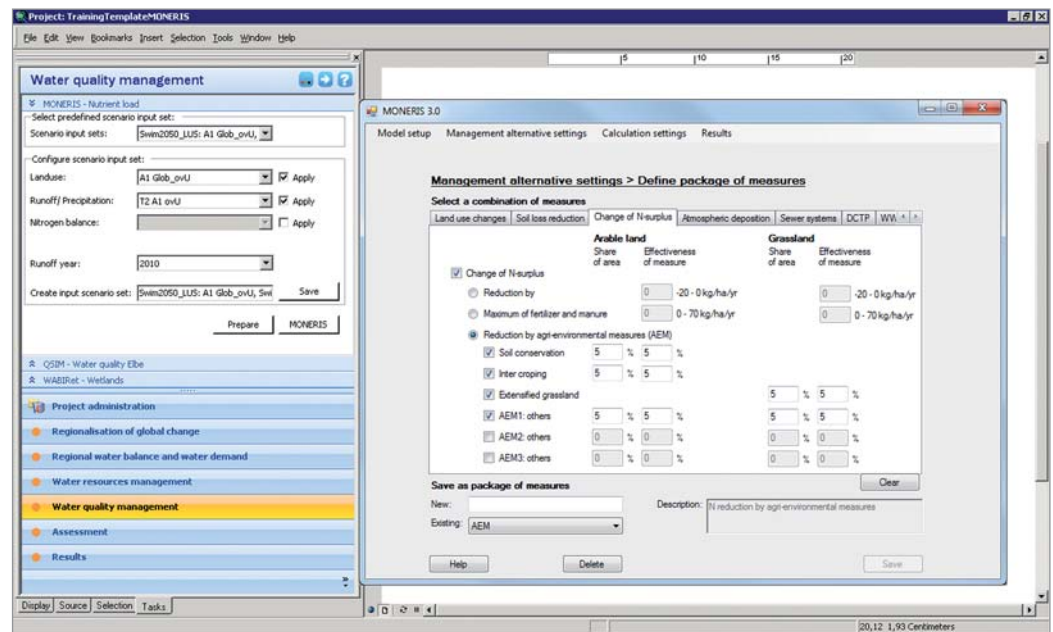 Project: TrainingTemplateMONERIS
File Edit View Bookmarks Insert Selection Tools Window Help
Water quality management
MONERIS - Nutrient load
Select predefined scenario input set:
Scenario input sets: Swim2050_LUS: A1 Glob_ovU,
Configure scenario input set:
Landuse: A1 Glob_ovU Apply
Runoff/ Precipitation: T2 A1 ovU Apply
Nitrogen balance: Apply
Runoff year: 2010
Create input scenario set: Swim2050_LUS: A1 Glob_ovU, Swi Save
Prepare MONERIS
QSIM - Water quality Elbe
WABIRet - Wetlands
Project administration
Regionalisation of global change
Regional water balance and water demand
Water resources management
Water quality management
Assessment
Results
Display Source Selection Tasks
5 10 15 20
MONERIS 3.0
Model setup Management alternative settings Calculation settings Results
Management alternative settings > Define package of measures
Select a combination of measures
Land use changes Soil loss reduction Change of N-surplus Atmospheric deposition Sewer systems DCTP WW
Arable land Grassland
Share Effectiveness Share Effectiveness
of area of measure of area of measure
Change of N-surplus
Reduction by 0 -20 - 0 kg/ha/yr 0 -20 - 0 kg/ha/yr
Maximum of fertilizer and manure 0 0 - 70 kg/ha/yr 0 0 - 70 kg/ha/yr
Reduction by agri-environmental measures (AEM)
Soil conservation 5 % 5 %
Inter croping 5 % 5 %
Extensified grassland 5 % 5 %
AEM1: others 5 % 5 % 5 % 5 %
AEM2: others 0 % 0 % 0 % 0 %
AEM3: others 0 % 0 % 0 % 0 %
Clear
Save as package of measures
New: Description: N reduction by agri-environmental measures
Existing: AEM
Help Delete Save
20,12 1,93 Centimeters